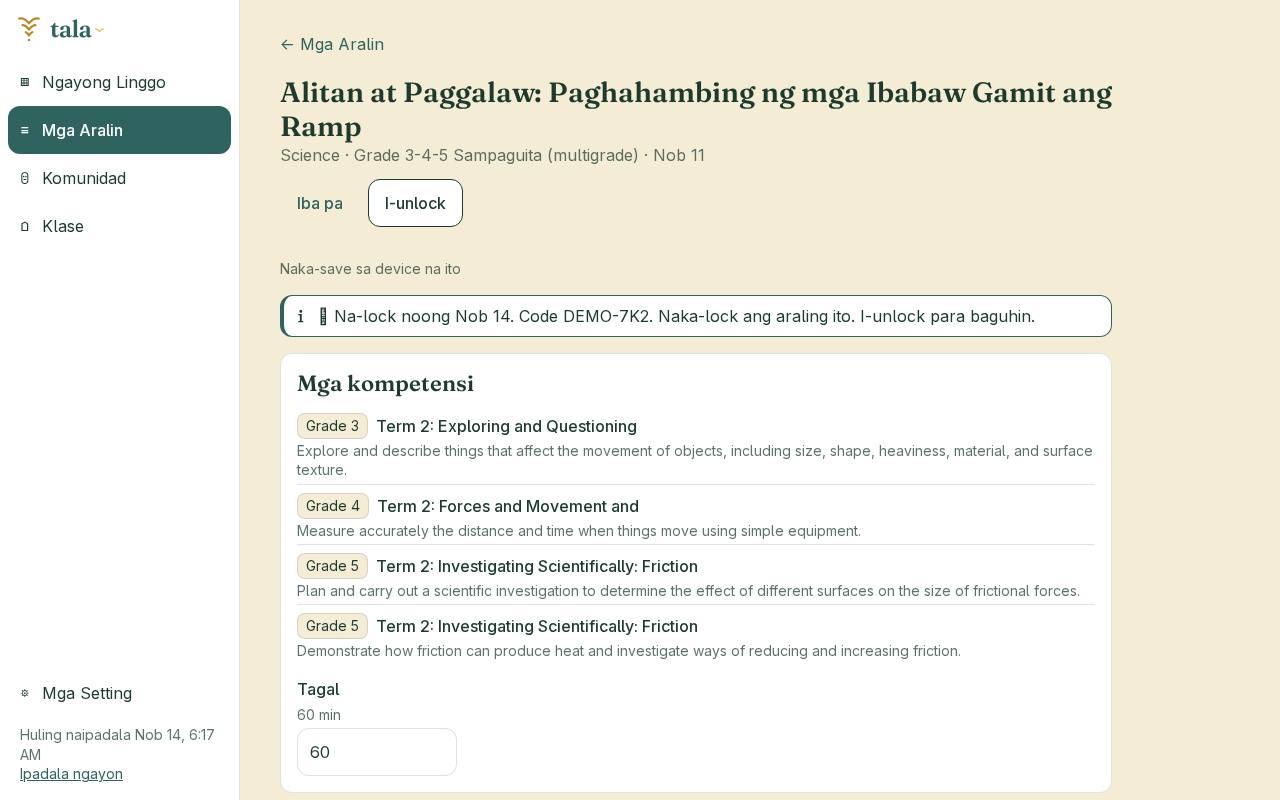 tala
Ngayong Linggo
Mga Aralin
Komunidad
Klase
Mga Setting
Huling naipadala Nob 14, 6:17
AM
Ipadala ngayon
← Mga Aralin
Alitan at Paggalaw: Paghahambing ng mga Ibabaw Gamit ang
Ramp
Science · Grade 3-4-5 Sampaguita (multigrade) · Nob 11
Iba pa
I-unlock
Naka-save sa device na ito
Na-lock noong Nob 14. Code DEMO-7K2. Naka-lock ang araling ito. I-unlock para baguhin.
Mga kompetensi
Grade 3 Term 2: Exploring and Questioning
Explore and describe things that affect the movement of objects, including size, shape, heaviness, material, and surface
texture.
Grade 4 Term 2: Forces and Movement and
Measure accurately the distance and time when things move using simple equipment.
Grade 5 Term 2: Investigating Scientifically: Friction
Plan and carry out a scientific investigation to determine the effect of different surfaces on the size of frictional forces.
Grade 5 Term 2: Investigating Scientifically: Friction
Demonstrate how friction can produce heat and investigate ways of reducing and increasing friction.
Tagal
60 min
60